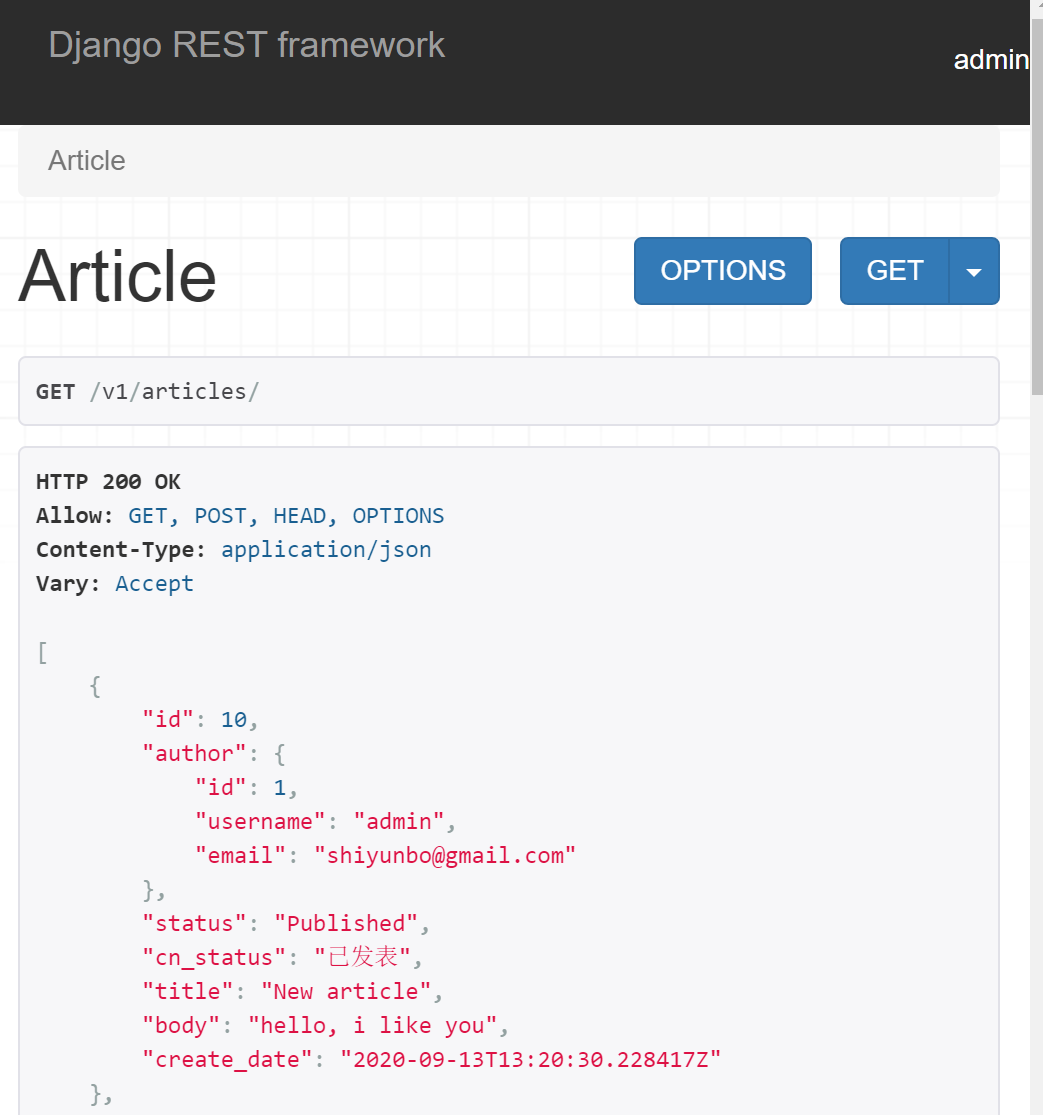 Django REST framework
admin
Article
Article
OPTIONS
GET
GET /v1/articles/
HTTP 200 OK
Allow: GET, POST, HEAD, OPTIONS
Content-Type: application/json
Vary: Accept
[
    {
        "id": 10,
        "author": {
            "id": 1,
            "username": "admin",
            "email": "shiyunbo@gmail.com"
        },
        "status": "Published",
        "cn_status": "已发表",
        "title": "New article",
        "body": "hello, i like you",
        "create_date": "2020-09-13T13:20:30.228417Z"
    },